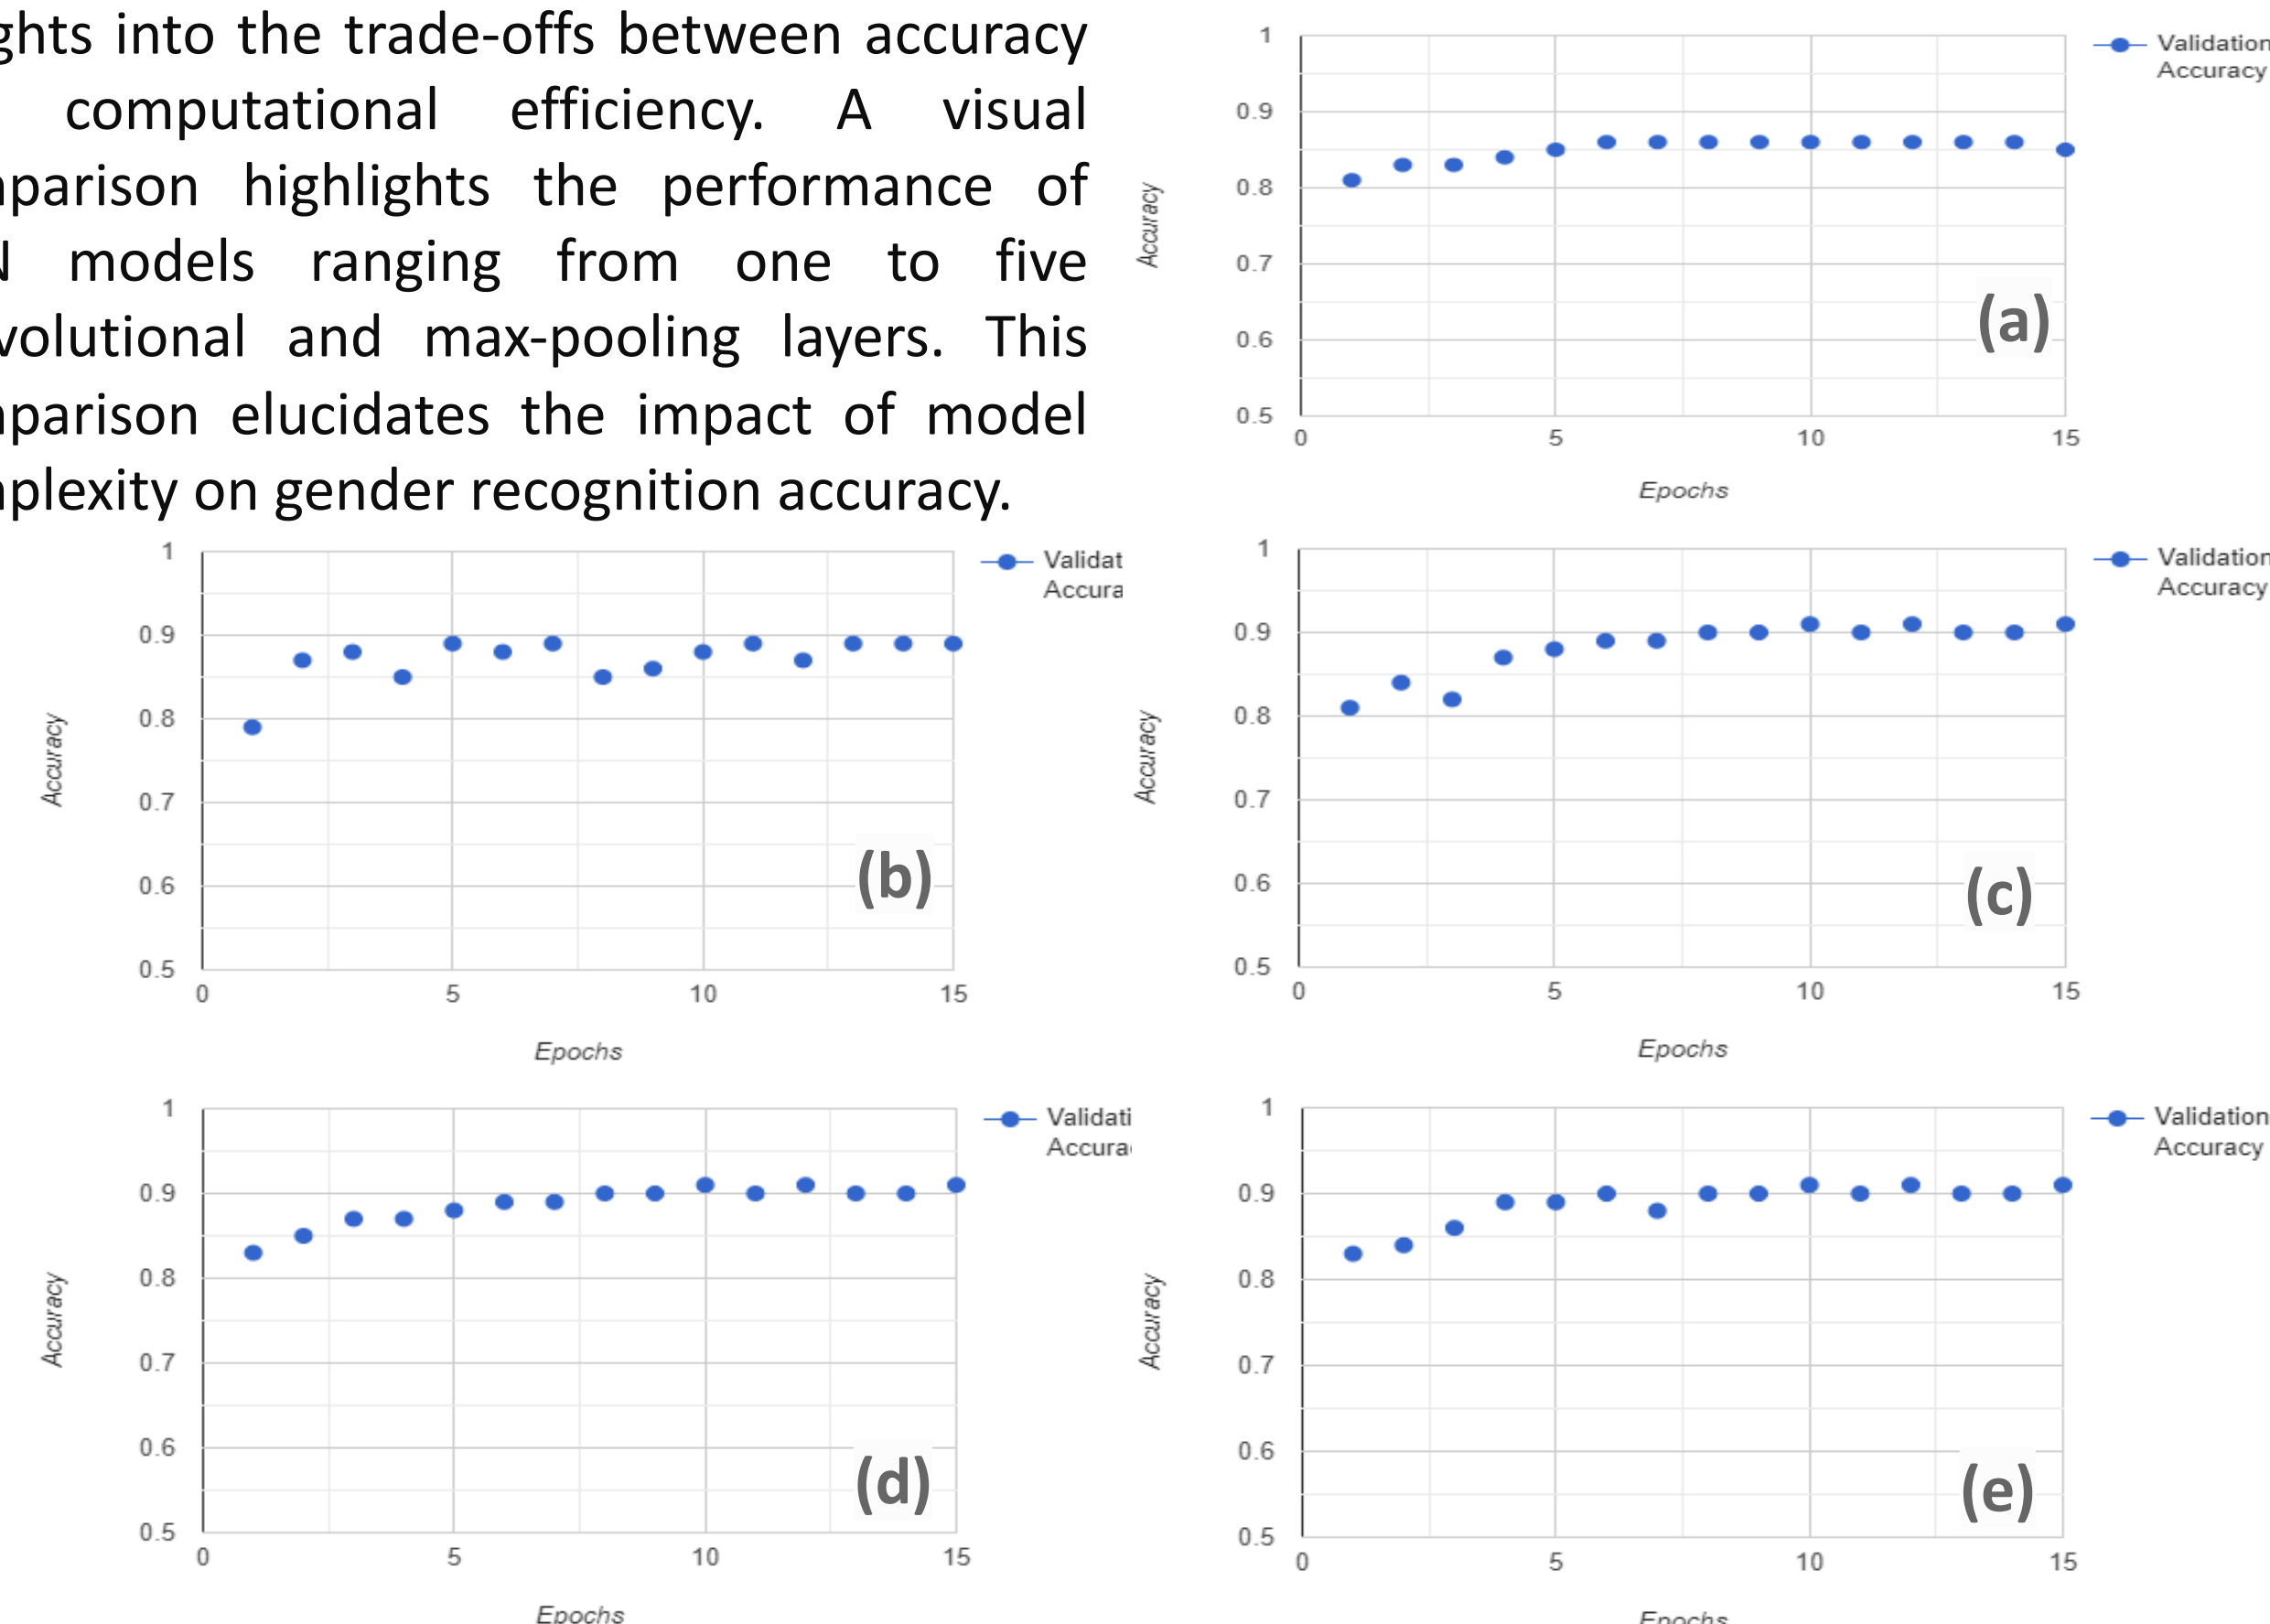 ghts into the trade-offs between accuracy
computational efficiency. A visual
parison highlights the performance of
models ranging from one to five
volutional and max-pooling layers. This
parison elucidates the impact of model
plexity on gender recognition accuracy.
1
0.9
0.8
0.7
0.6
0.5
0 5 10 15
Accuracy
Epochs
Validation
Accuracy
(a)
1
0.9
0.8
0.7
0.6
0.5
0 5 10 15
Accuracy
Epochs
Validat
Accura
(b)
1
0.9
0.8
0.7
0.6
0.5
0 5 10 15
Accuracy
Epochs
Validation
Accuracy
(c)
1
0.9
0.8
0.7
0.6
0.5
0 5 10 15
Accuracy
Epochs
Validati
Accura
(d)
1
0.9
0.8
0.7
0.6
0.5
0 5 10 15
Accuracy
Epochs
Validation
Accuracy
(e)